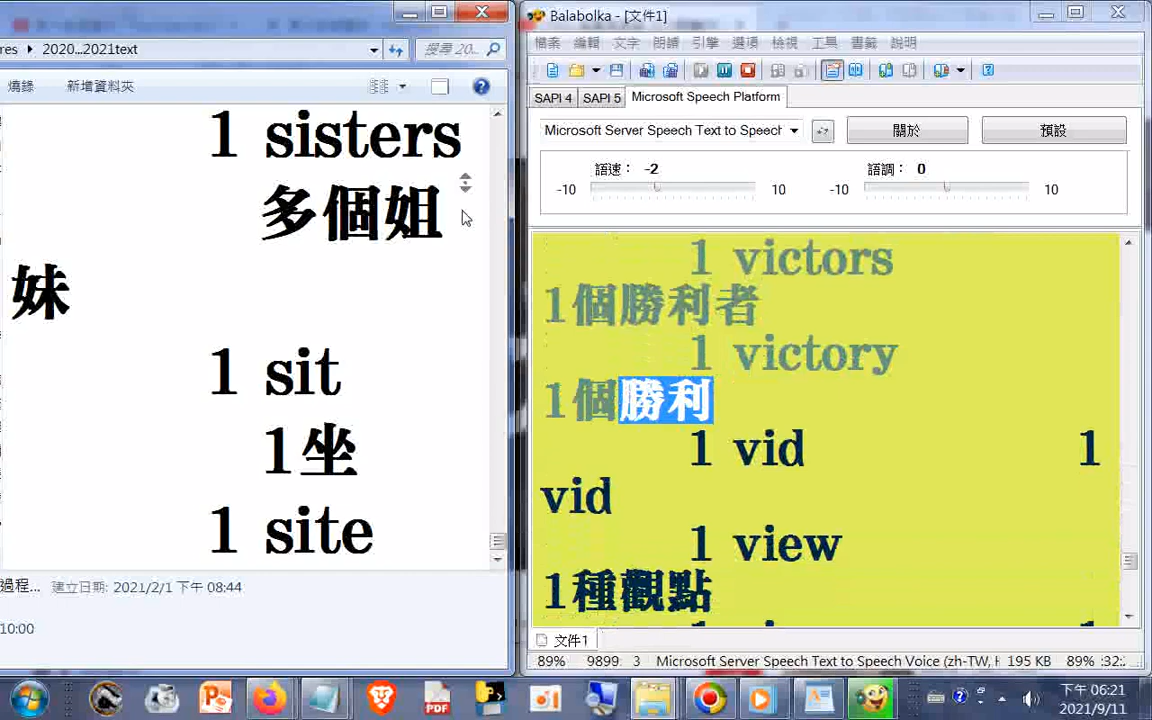 res ▸ 2020...2021text
搜尋 20...
燒錄 新增資料夾
1 sisters
多個姐
妹
1 sit
1坐
1 site
過程... 建立日期: 2021/2/1 下午 08:44
10:00
Balabolka - [文件1]
檔案 編輯 文字 朗讀 引擎 選項 檢視 工具 書籤 說明
SAPI 4 SAPI 5 Microsoft Speech Platform
Microsoft Server Speech Text to Speech 關於 預設
語速： -2 語調： 0
-10 10 -10 10
1 victors
1個勝利者
1 victory
1個勝利
1 vid 1
vid
1 view
1種觀點
文件1
89% 9899 3 Microsoft Server Speech Text to Speech Voice (zh-TW, H 195 KB 89% :32:
下午 06:21
2021/9/11